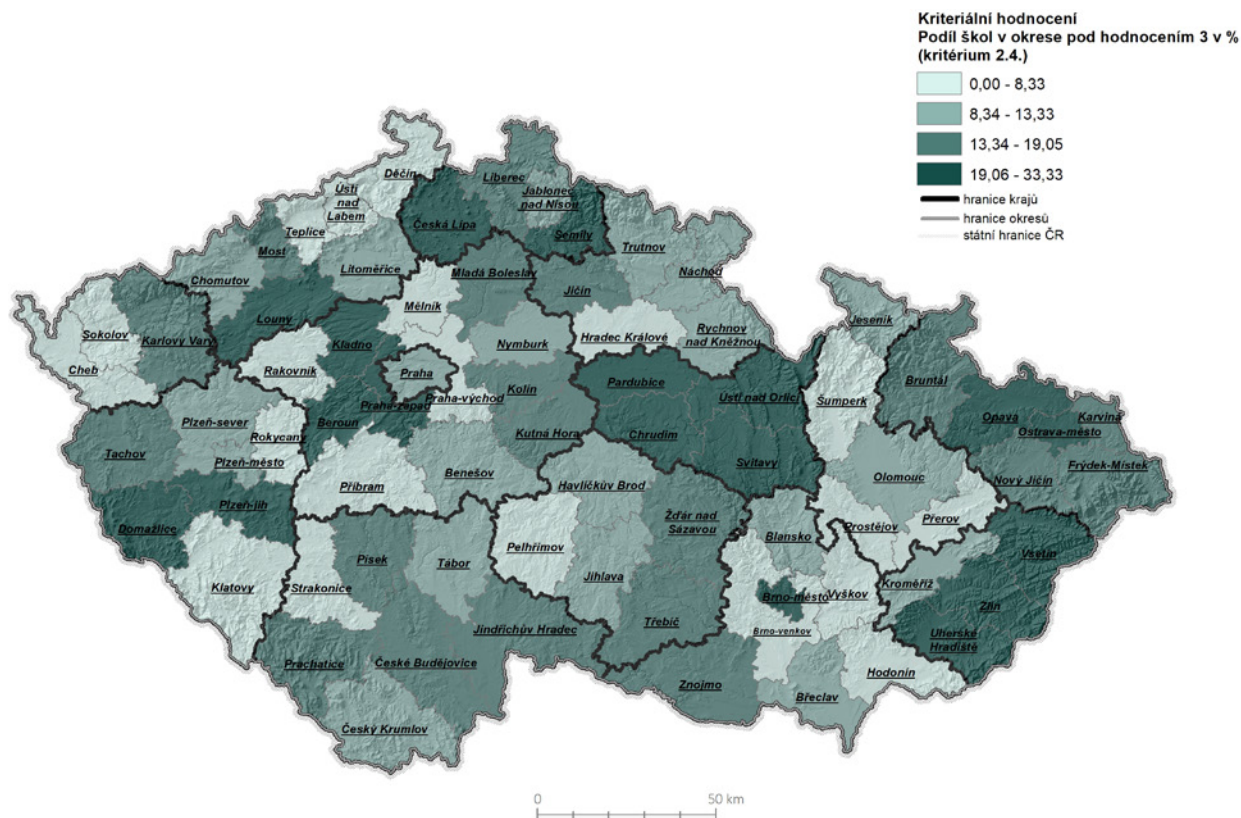 Kriteriální hodnocení
Podíl škol v okrese pod hodnocením 3 v %
(kritérium 2.4.)
0,00 - 8,33
8,34 - 13,33
13,34 - 19,05
19,06 - 33,33
hranice krajů
hranice okresů
státní hranice ČR
Děčín
Ústí
nad
Labem
Teplice
Liberec
Jablonec
nad Nisou
Česká Lípa
Semily
Most
Chomutov
Litoměřice
Trutnov
Náchod
Mladá Boleslav
Jičín
Mělník
Louny
Sokolov
Karlovy Vary
Cheb
Kladno
Rakovník
Nymburk
Hradec Králové
Rychnov
nad Kněžnou
Jeseník
Praha
Praha-východ
Praha-západ
Beroun
Kolín
Kutná Hora
Pardubice
Chrudim
Ústí nad Orlicí
Svitavy
Šumperk
Bruntál
Opava
Karviná
Ostrava-město
Frýdek-Místek
Nový Jičín
Plzeň-sever
Rokycany
Plzeň-město
Tachov
Plzeň-jih
Domažlice
Příbram
Benešov
Havlíčkův Brod
Žďár nad
Sázavou
Olomouc
Prostějov
Přerov
Blansko
Klatovy
Strakonice
Písek
Tábor
Pelhřimov
Jihlava
Třebíč
Brno-město
Vyškov
Brno-venkov
Kroměříž
Vsetín
Zlín
Uherské
Hradiště
Prachatice
České Budějovice
Jindřichův Hradec
Český Krumlov
Znojmo
Břeclav
Hodonín
0
50 km